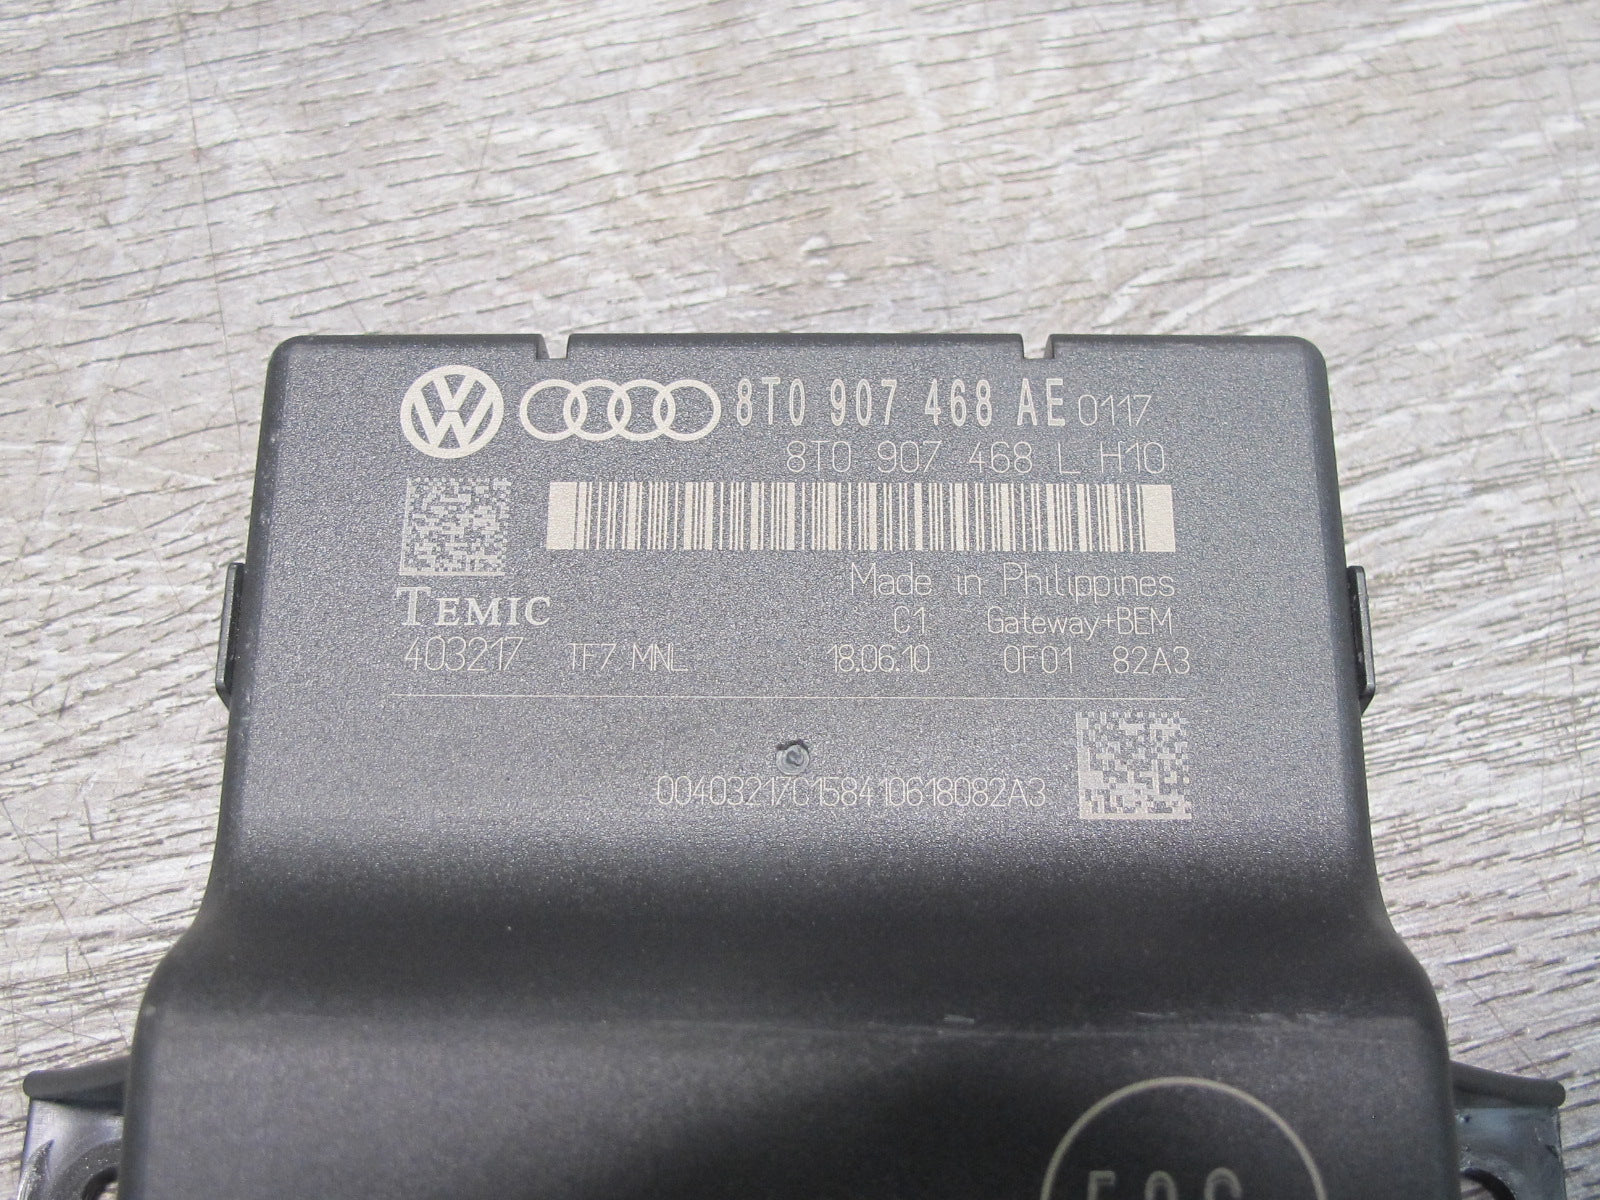 8T0 907 468 AE 0117
8T0 907 468 L H10
Made in Philippines
TEMIC
C1 Gateway+BEM
403217 TF7 MNL 18.06.10 0F01 82A3
00403217C158410618082A3